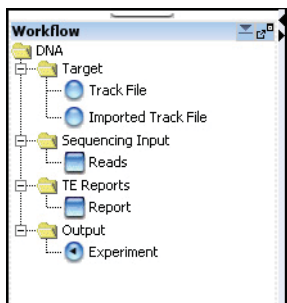 Workflow
DNA
Target
Track File
Imported Track File
Sequencing Input
Reads
TE Reports
Report
Output
Experiment